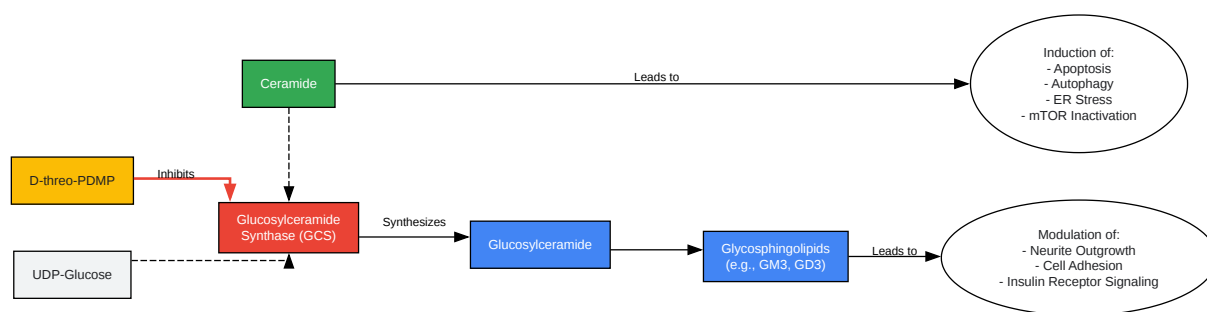 Ceramide
Leads to
Induction of:
- Apoptosis
- Autophagy
- ER Stress
- mTOR Inactivation
D-threo-PDMP
Inhibits
UDP-Glucose
Glucosylceramide
Synthase (GCS)
Synthesizes
Glucosylceramide
Glycosphingolipids
(e.g., GM3, GD3)
Leads to
Modulation of:
- Neurite Outgrowth
- Cell Adhesion
- Insulin Receptor Signaling